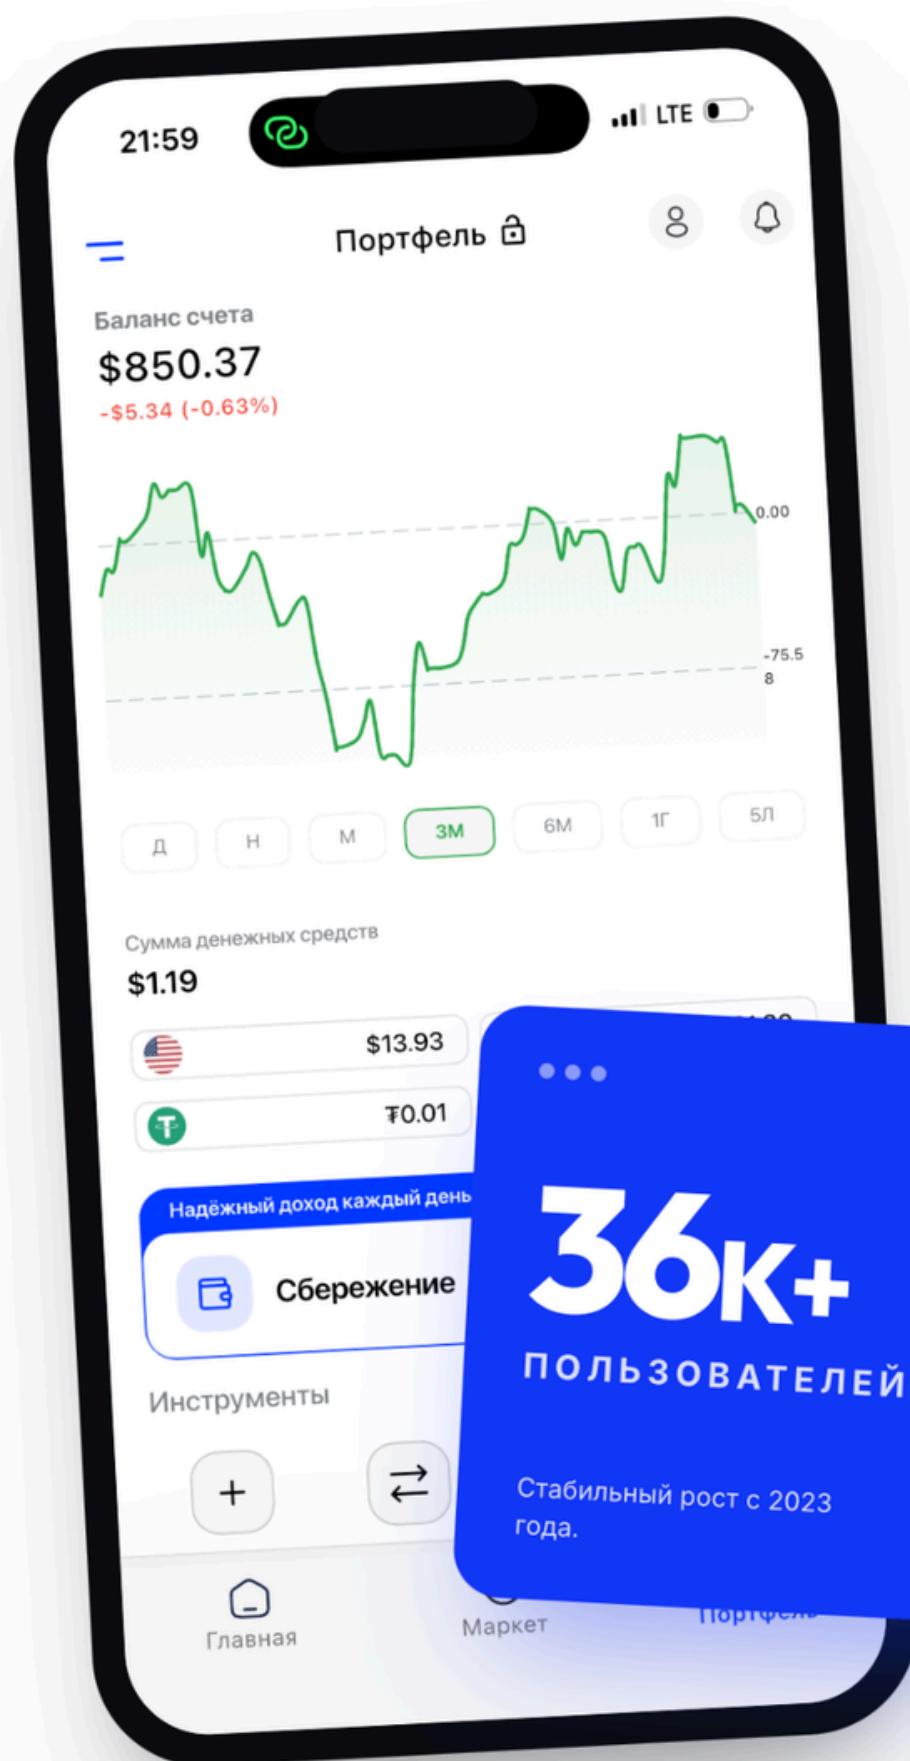 21:59
LTE
Портфель
Баланс счета
$850.37
-$5.34 (-0.63%)
0.00
-75.5
8
Д Н М 3М 6М 1Г 5Л
Сумма денежных средств
$1.19
$13.93
₮0.01
Надёжный доход каждый день
Сбережение
Инструменты
36K+
ПОЛЬЗОВАТЕЛЕЙ
Стабильный рост с 2023
года.
Главная
Маркет
Портфель